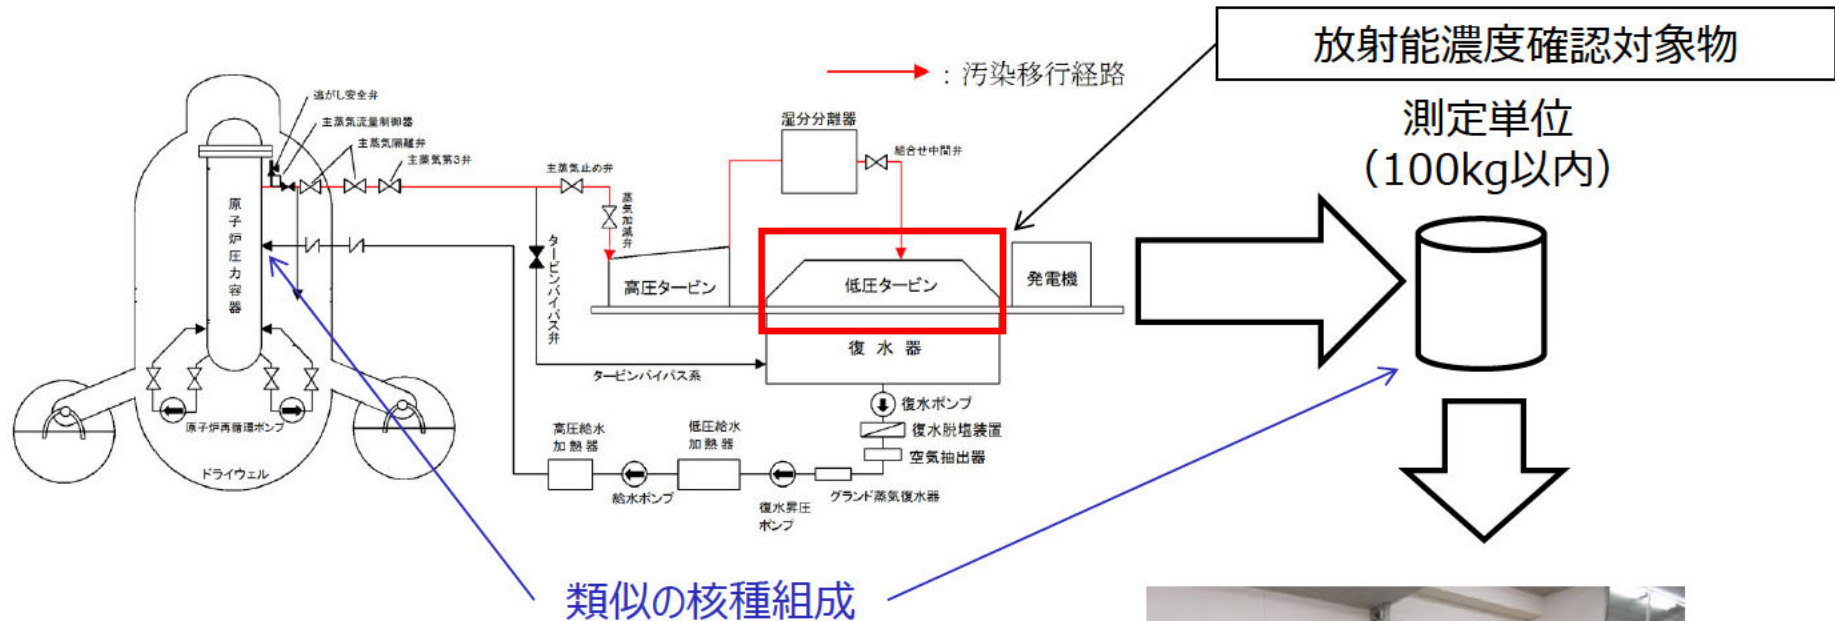 放射能濃度確認対象物
:汚染移行経路
測定単位
(100kg以内)
逃がし安全弁
主蒸気流量制御器
主蒸気隔離弁
主蒸気第3弁
主蒸気止め弁
蒸気加減弁
湿分分離器
組合せ中間弁
原子炉圧力容器
タービンバイパス弁
高圧タービン
低圧タービン
発電機
復水器
タービンバイパス系
原子炉再循環ポンプ
ドライウェル
復水ポンプ
復水脱塩装置
空気抽出器
高圧給水
加熱器
低圧給水
加熱器
給水ポンプ
復水昇圧
ポンプ
グランド蒸気復水器
類似の核種組成